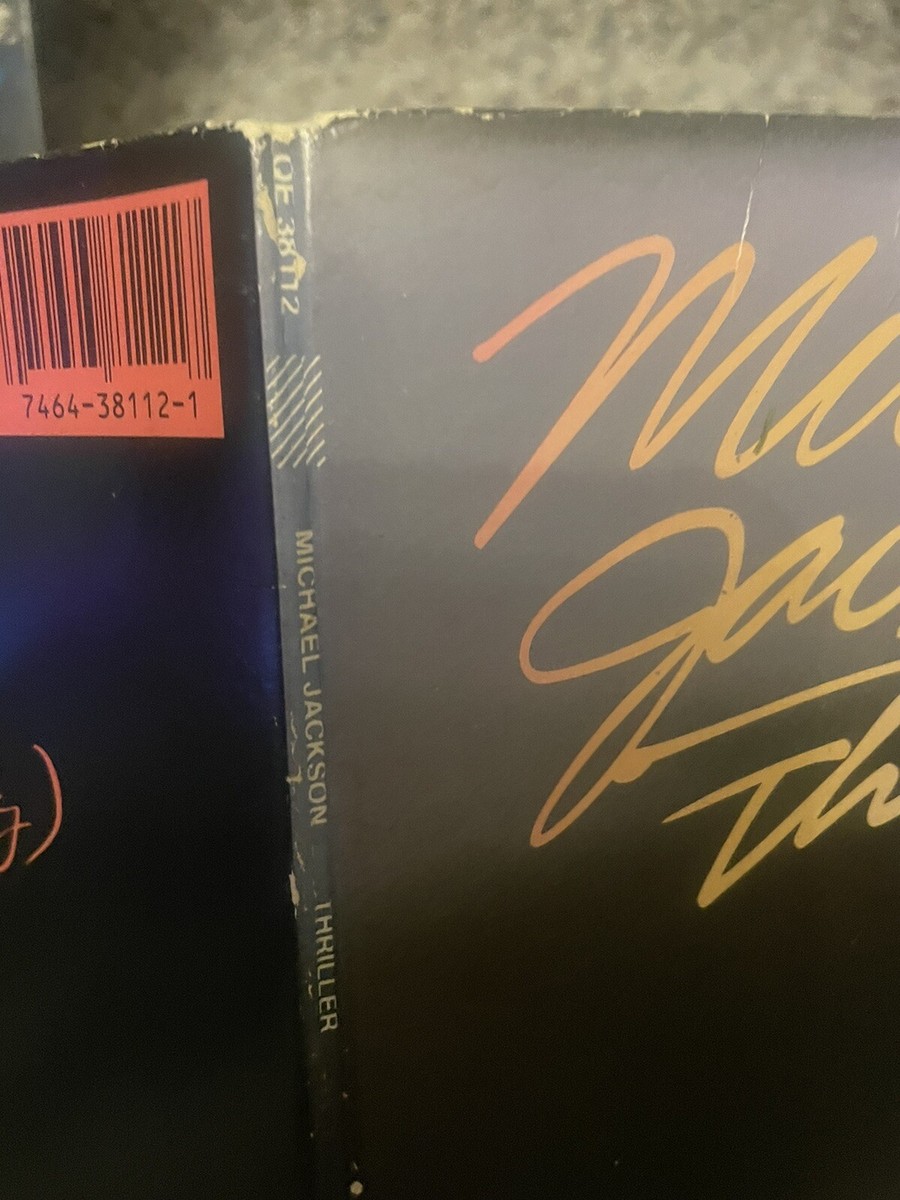 7464-38112-1
QE 38112
MICHAEL JACKSON
THRILLER